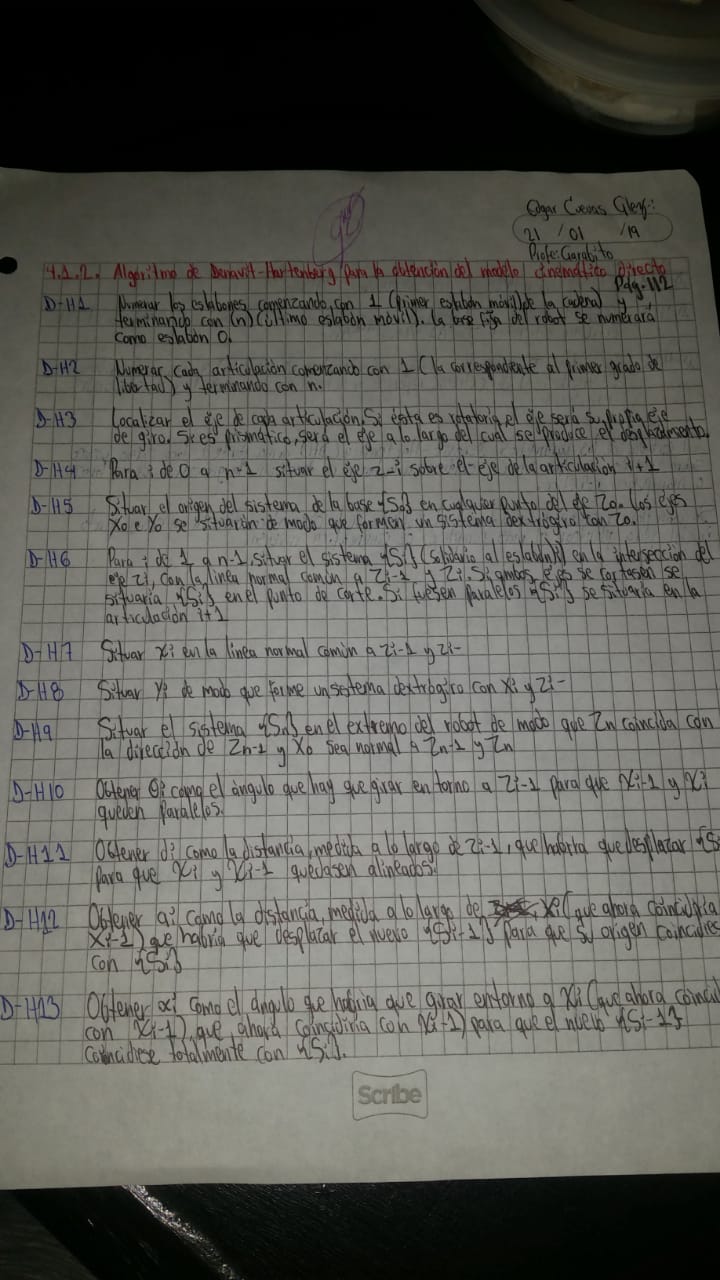 Edgar Cuevas Glez:
21 / 01 /19
Profe: Garabito
4.1.2. Algoritmo de Denavit-Hartenberg para la obtención del modelo cinemático directo
Pág. 112
D-H1 Numerar los eslabones comenzando con 1 (primer eslabón móvil de la cadena) y
terminando con (n) (último eslabón móvil). la base fija del robot se numerará
como eslabón 0.
D-H2 Numerar cada articulación comenzando con 1 (la correspondiente al primer grado de
libertad) y terminando con n.
D-H3 Localizar el eje de cada articulación. Si ésta es rotatoria, el eje será su propio eje
de giro. Si es prismático, será el eje a lo largo del cual se produce el desplazamiento.
D-H4 Para i de 0 a n-1 situar el eje z-i sobre el eje de la articulación i+1
D-H5 Situar el origen del sistema de la base {So} en cualquier punto del eje Zo. los ejes
Xo e Yo se situarán de modo que formen un sistema dextrógiro con Zo.
D-H6 Para i de 1 a n-1, situar el sistema {Si} (solidario al eslabón i) en la intersección del
eje Zi, con la línea normal común a Zi-1 y Zi. Si ambos ejes se cortasen se
situaría {Si} en el punto de corte. Si fuesen paralelos {Si} se situaría en la
articulación i+1
D-H7 Situar Xi en la línea normal común a Zi-1 y Zi-
D-H8 Situar Yi de modo que forme un sistema dextrógiro con Xi y Zi-
D-H9 Situar el sistema {Sn} en el extremo del robot de modo que Zn coincida con
la dirección de Zn-1 y Xo sea normal a Zn-1 y Zn
D-H10 Obtener θi como el ángulo que hay que girar en torno a Zi-1 para que Xi-1 y Xi
queden paralelos.
D-H11 Obtener di como la distancia, medida a lo largo de Zi-1, que habría que desplazar {S
para que Xi y Xi-1 quedasen alineados.
D-H12 Obtener ai como la distancia, medida a lo largo de Xi (que ahora coincidiría
Xi-1) que habría que desplazar el nuevo {Si-1} para que su origen coincidies
con {Si}
D-H13 Obtener αi como el ángulo que habría que girar entorno a Xi (que ahora coincidi
con Xi-1), que ahora coincidiría con Xi-1) para que el nuevo {Si-1}
coincidiese totalmente con {Si}.
Scribe